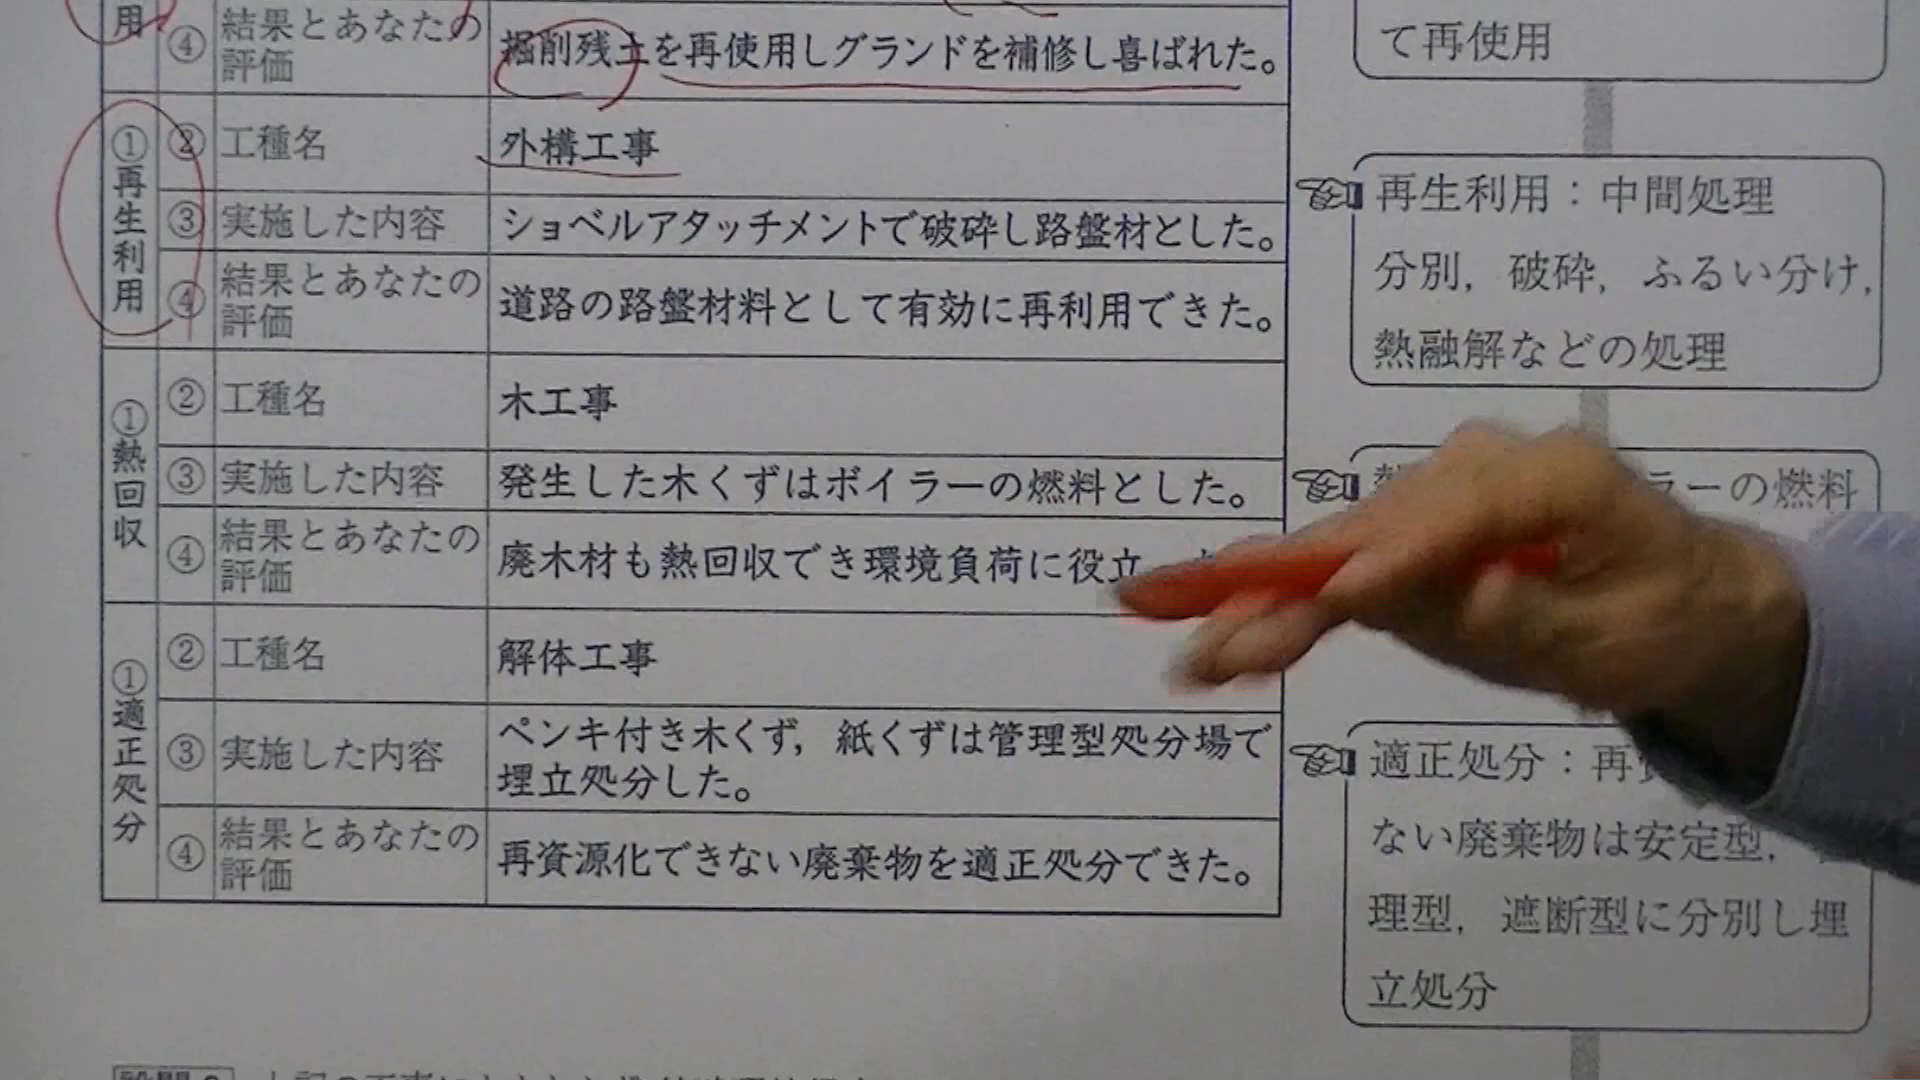 用
④ 結果とあなたの評価 掘削残土を再使用しグランドを補修し喜ばれた。
①再生利用
② 工種名 外構工事
③ 実施した内容 ショベルアタッチメントで破砕し路盤材とした。
④ 結果とあなたの評価 道路の路盤材料として有効に再利用できた。
①熱回収
② 工種名 木工事
③ 実施した内容 発生した木くずはボイラーの燃料とした。
④ 結果とあなたの評価 廃木材も熱回収でき環境負荷に役立
①適正処分
② 工種名 解体工事
③ 実施した内容 ペンキ付き木くず，紙くずは管理型処分場で
埋立処分した。
④ 結果とあなたの評価 再資源化できない廃棄物を適正処分できた。
て再使用
再生利用：中間処理
分別，破砕，ふるい分け，
熱融解などの処理
ラーの燃料
適正処分：再
ない廃棄物は安定型，
理型，遮断型に分別し埋
立処分